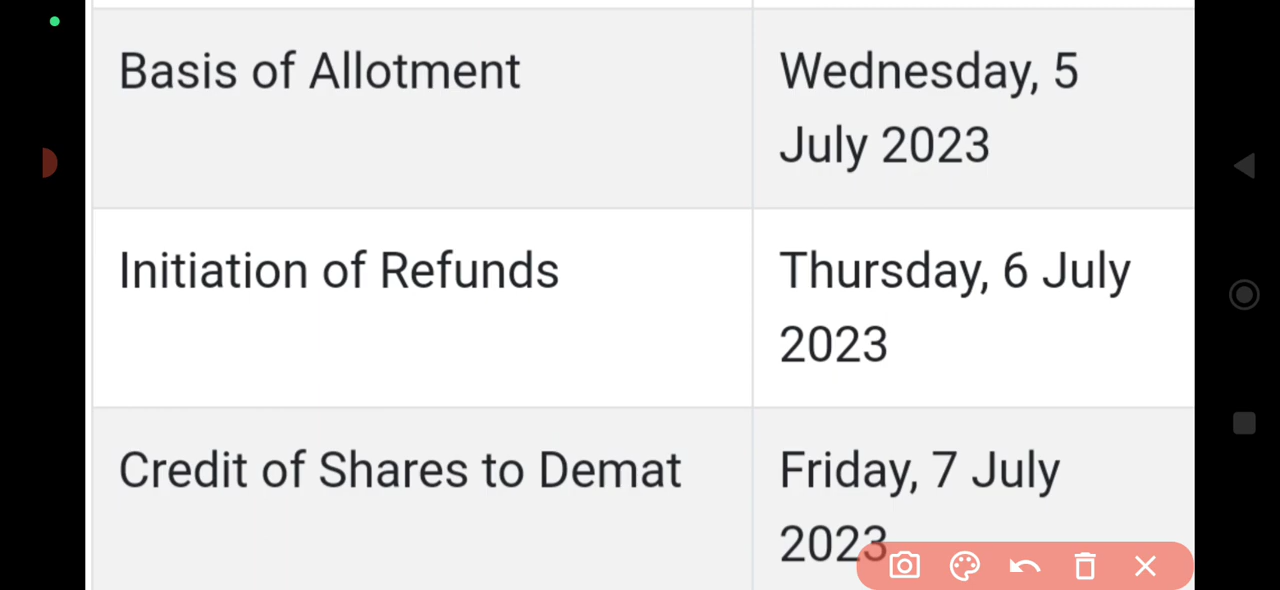 Basis of Allotment
Wednesday, 5
July 2023
Initiation of Refunds
Thursday, 6 July
2023
Credit of Shares to Demat
Friday, 7 July
2023